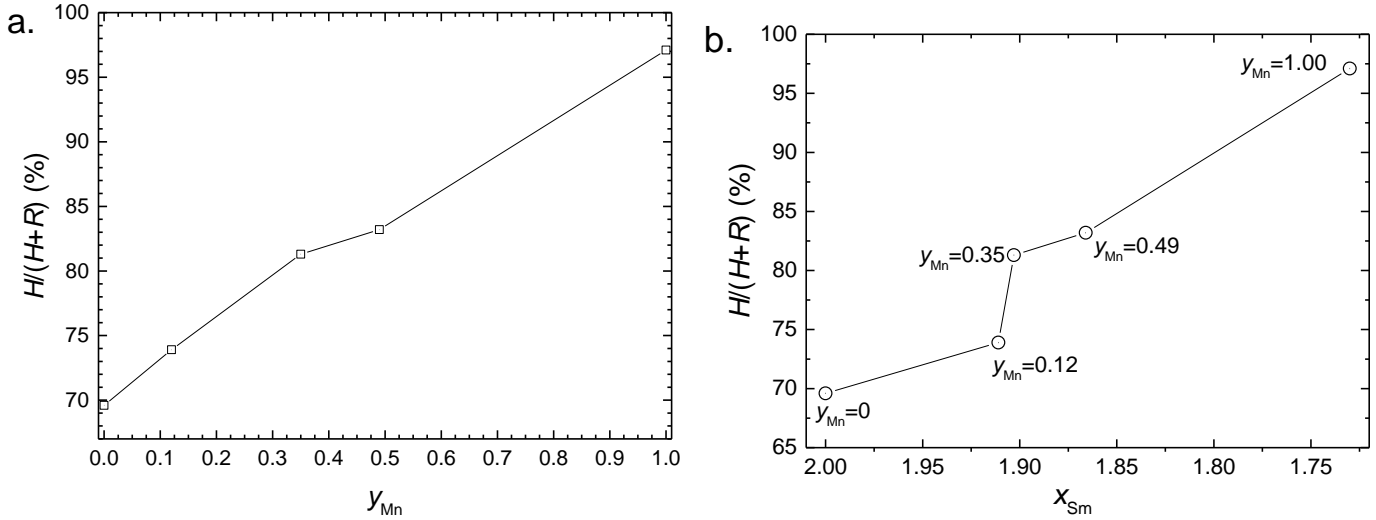 a.
100
95
90
85
80
75
70
H/(H+R) (%)
0.0 0.1 0.2 0.3 0.4 0.5 0.6 0.7 0.8 0.9 1.0
yMn
b.
100
95
90
85
80
75
70
65
H/(H+R) (%)
yMn=1.00
yMn=0.35
yMn=0.49
yMn=0.12
yMn=0
2.00 1.95 1.90 1.85 1.80 1.75
xSm